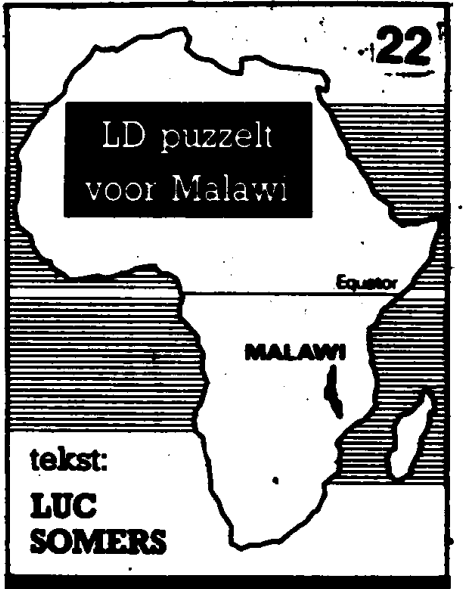 22
LD puzzelt
voor Malawi
Equator
MALAWI
tekst:
LUC
SOMERS